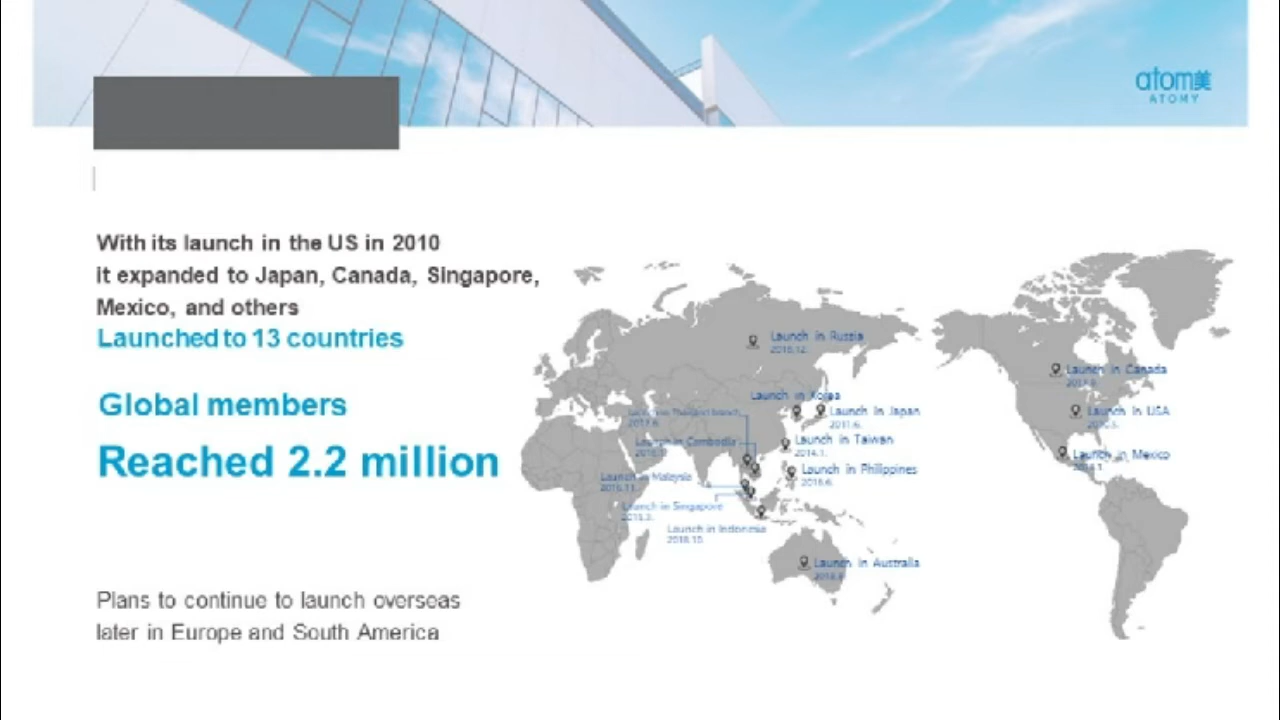 atom美
ATOMY
With its launch in the US in 2010
it expanded to Japan, Canada, Singapore,
Mexico, and others
Launched to 13 countries
Global members
Reached 2.2 million
Plans to continue to launch overseas
later in Europe and South America
Launch in Russia
Launch in Korea
Launch in Japan
2011.6.
Launch in Taiwan
2014.1.
Launch in Cambodia
Launch in Philippines
Launch in Malaysia
Launch in Singapore
Launch in Indonesia
Launch in Australia
Launch in Canada
Launch in USA
Launch in Mexico